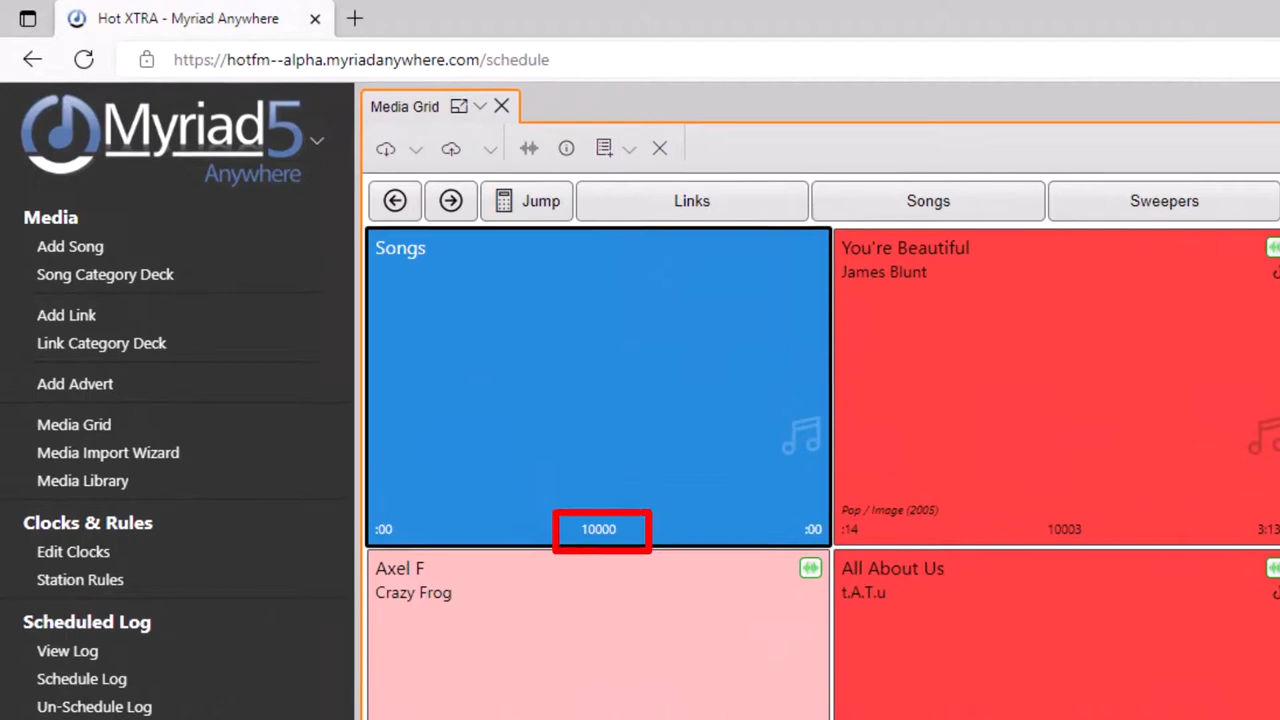 Hot XTRA - Myriad Anywhere
https://hotfm--alpha.myriadanywhere.com/schedule
Myriad5
Anywhere
Media
Add Song
Song Category Deck
Add Link
Link Category Deck
Add Advert
Media Grid
Media Import Wizard
Media Library
Clocks & Rules
Edit Clocks
Station Rules
Scheduled Log
View Log
Schedule Log
Un-Schedule Log
Media Grid
Jump
Links
Songs
Sweepers
Songs
:00 10000 :00
You're Beautiful
James Blunt
Pop / Image (2005)
:14 10003 3:13
Axel F
Crazy Frog
All About Us
t.A.T.u